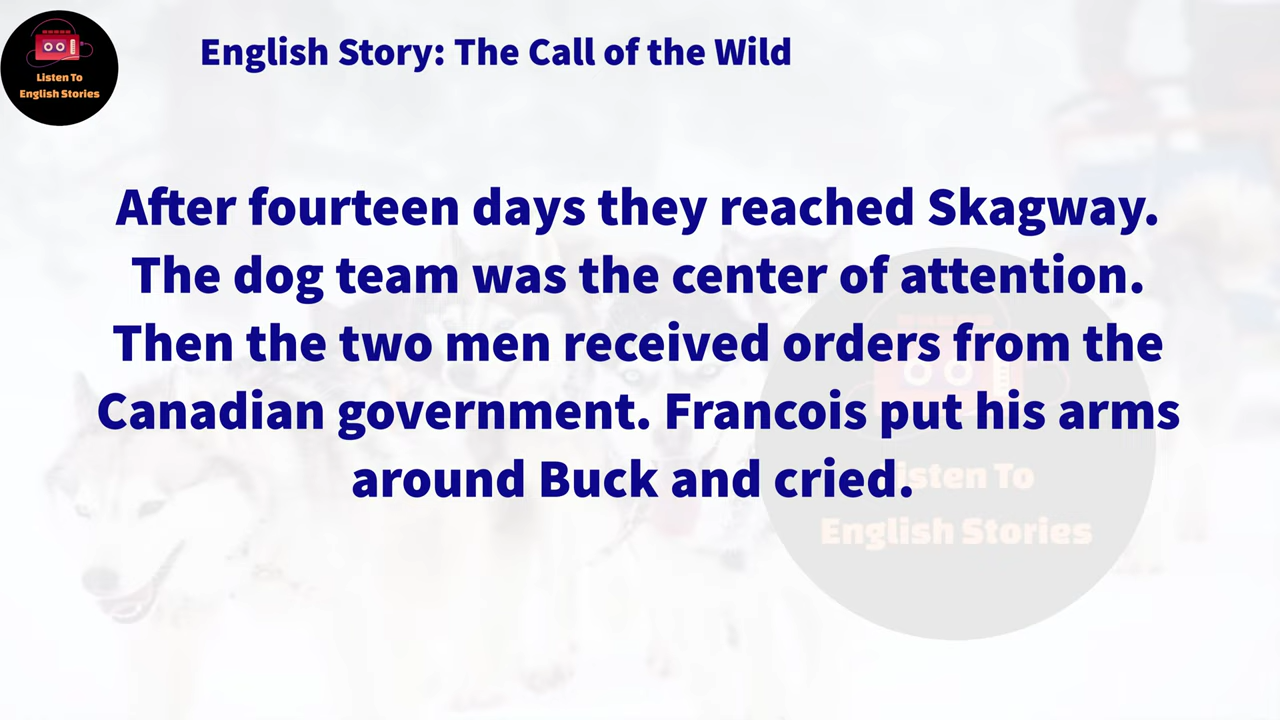 Listen To
English Stories
English Story: The Call of the Wild
After fourteen days they reached Skagway.
The dog team was the center of attention.
Then the two men received orders from the
Canadian government. Francois put his arms
around Buck and cried.
Listen To
English Stories